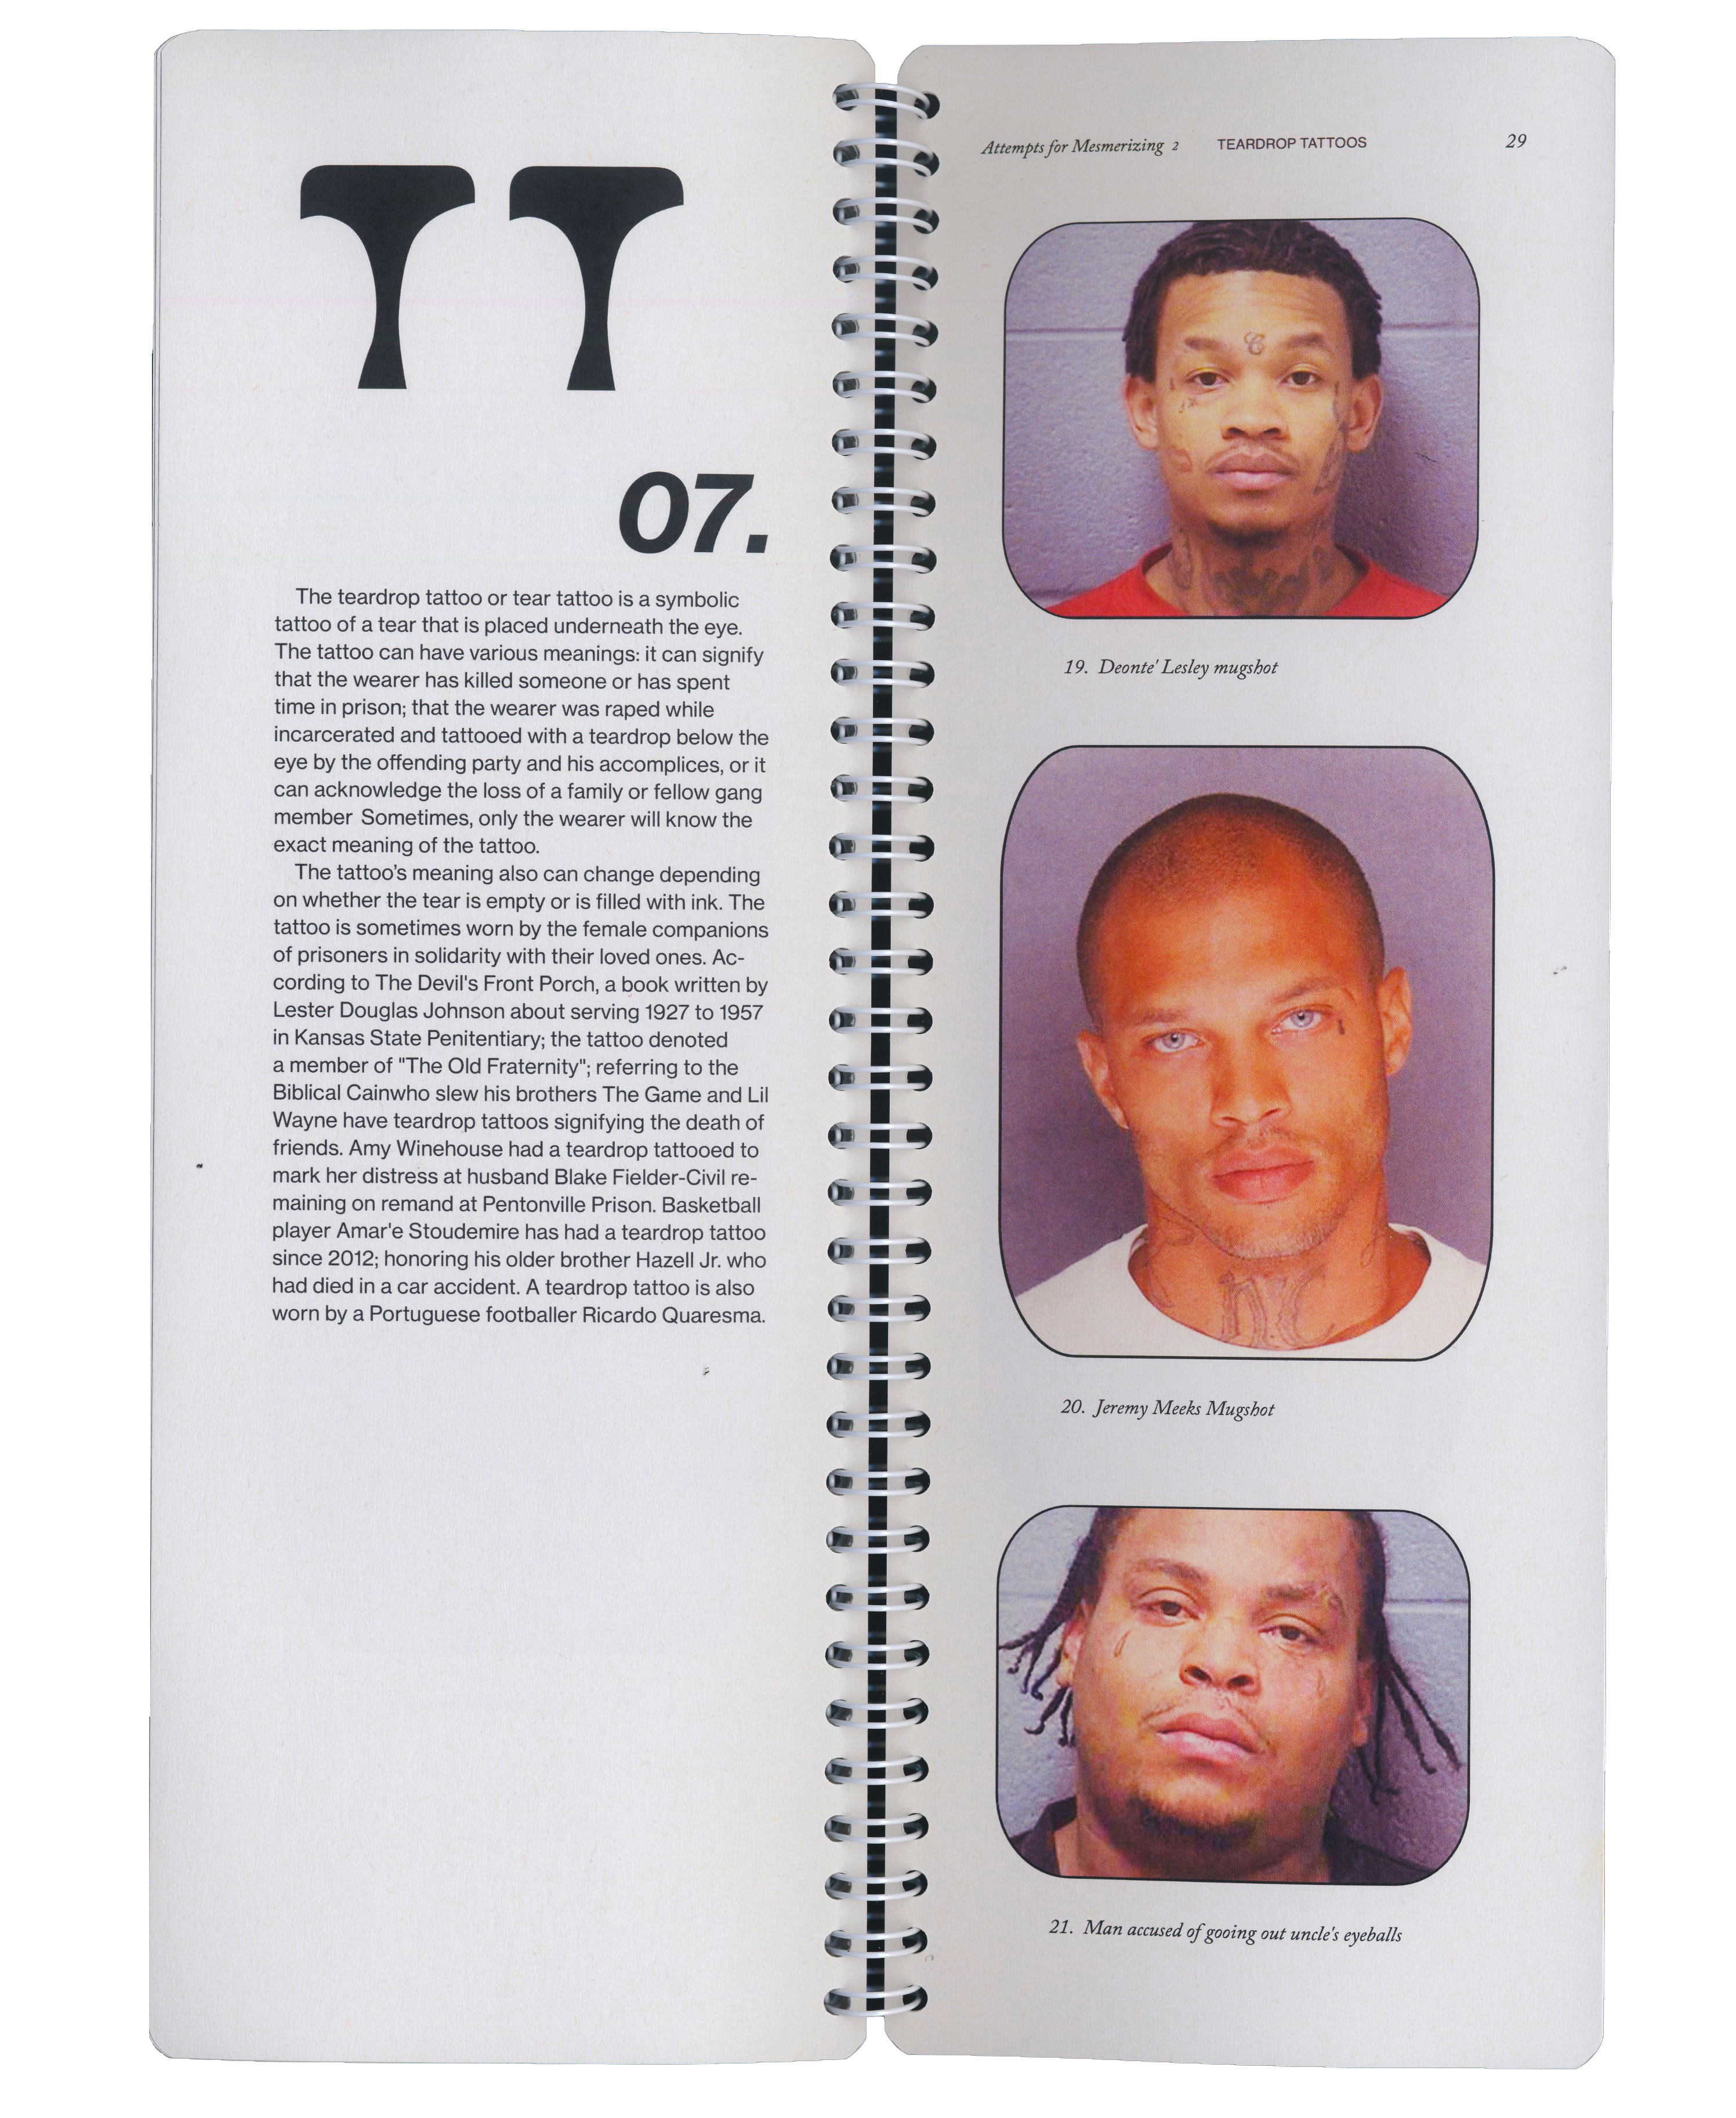 TT
07.
The teardrop tattoo or tear tattoo is a symbolic
tattoo of a tear that is placed underneath the eye.
The tattoo can have various meanings: it can signify
that the wearer has killed someone or has spent
time in prison; that the wearer was raped while
incarcerated and tattooed with a teardrop below the
eye by the offending party and his accomplices, or it
can acknowledge the loss of a family or fellow gang
member Sometimes, only the wearer will know the
exact meaning of the tattoo.
The tattoo’s meaning also can change depending
on whether the tear is empty or is filled with ink. The
tattoo is sometimes worn by the female companions
of prisoners in solidarity with their loved ones. Ac-
cording to The Devil's Front Porch, a book written by
Lester Douglas Johnson about serving 1927 to 1957
in Kansas State Penitentiary; the tattoo denoted
a member of "The Old Fraternity"; referring to the
Biblical Cainwho slew his brothers The Game and Lil
Wayne have teardrop tattoos signifying the death of
friends. Amy Winehouse had a teardrop tattooed to
mark her distress at husband Blake Fielder-Civil re-
maining on remand at Pentonville Prison. Basketball
player Amar'e Stoudemire has had a teardrop tattoo
since 2012; honoring his older brother Hazell Jr. who
had died in a car accident. A teardrop tattoo is also
worn by a Portuguese footballer Ricardo Quaresma.
Attempts for Mesmerizing 2 TEARDROP TATTOOS 29
19. Deonte' Lesley mugshot
20. Jeremy Meeks Mugshot
21. Man accused of gooing out uncle's eyeballs